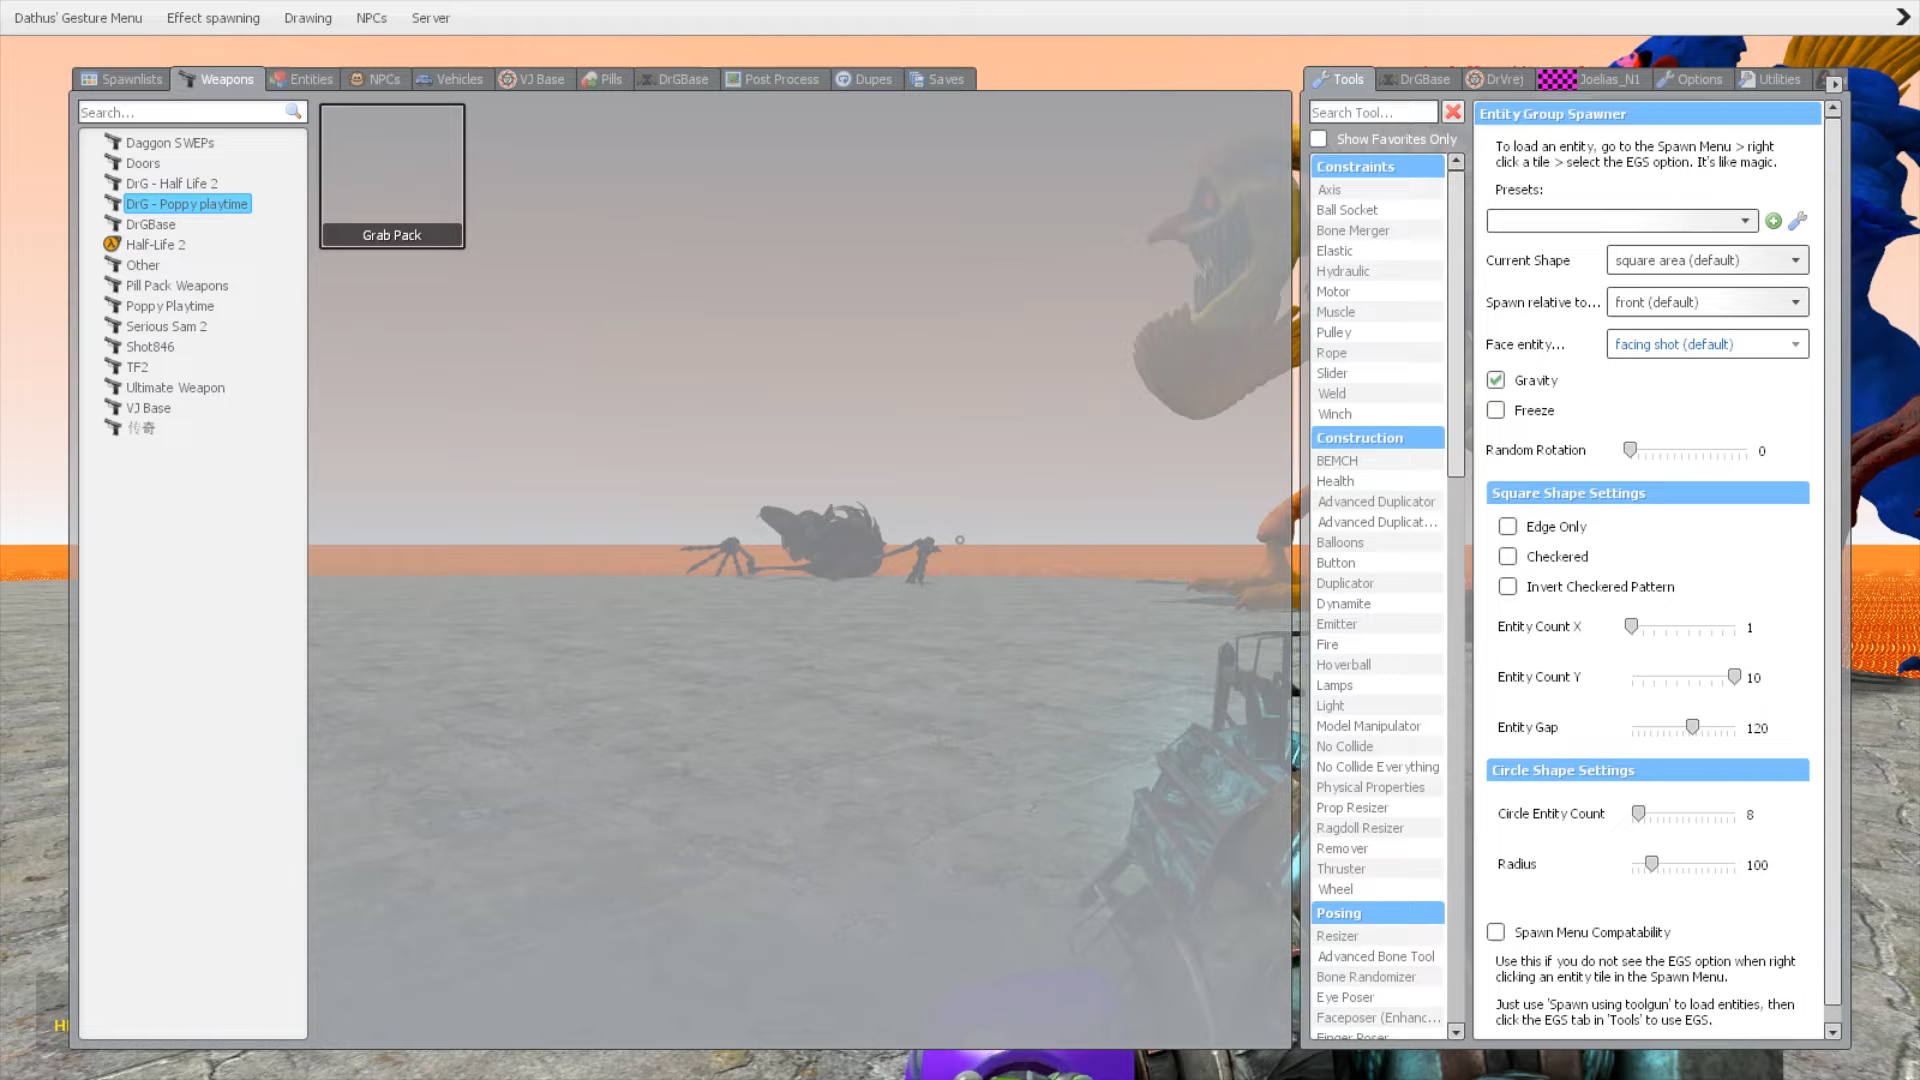 Dathus' Gesture Menu Effect spawning Drawing NPCs Server
Spawnlists Weapons Entities NPCs Vehicles VJ Base Pills DrGBase Post Process Dupes Saves
Search...
Daggon SWEPs
Doors
DrG - Half Life 2
DrG - Poppy playtime
DrGBase
Half-Life 2
Other
Pill Pack Weapons
Poppy Playtime
Serious Sam 2
Shot846
TF2
Ultimate Weapon
VJ Base
传奇
Grab Pack
Tools DrGBase DrVrej Joelias_N1 Options Utilities
Search Tool...
Show Favorites Only
Constraints
Axis
Ball Socket
Bone Merger
Elastic
Hydraulic
Motor
Muscle
Pulley
Rope
Slider
Weld
Winch
Construction
BEMCH
Health
Advanced Duplicator
Advanced Duplicat...
Balloons
Button
Duplicator
Dynamite
Emitter
Fire
Hoverball
Lamps
Light
Model Manipulator
No Collide
No Collide Everything
Physical Properties
Prop Resizer
Ragdoll Resizer
Remover
Thruster
Wheel
Posing
Resizer
Advanced Bone Tool
Bone Randomizer
Eye Poser
Faceposer (Enhanc...
Finger Poser
Entity Group Spawner
To load an entity, go to the Spawn Menu > right
click a tile > select the EGS option. It's like magic.
Presets:
Current Shape square area (default)
Spawn relative to... front (default)
Face entity... facing shot (default)
Gravity
Freeze
Random Rotation 0
Square Shape Settings
Edge Only
Checkered
Invert Checkered Pattern
Entity Count X 1
Entity Count Y 10
Entity Gap 120
Circle Shape Settings
Circle Entity Count 8
Radius 100
Spawn Menu Compatability
Use this if you do not see the EGS option when right
clicking an entity tile in the Spawn Menu.
Just use 'Spawn using toolgun' to load entities, then
click the EGS tab in 'Tools' to use EGS.